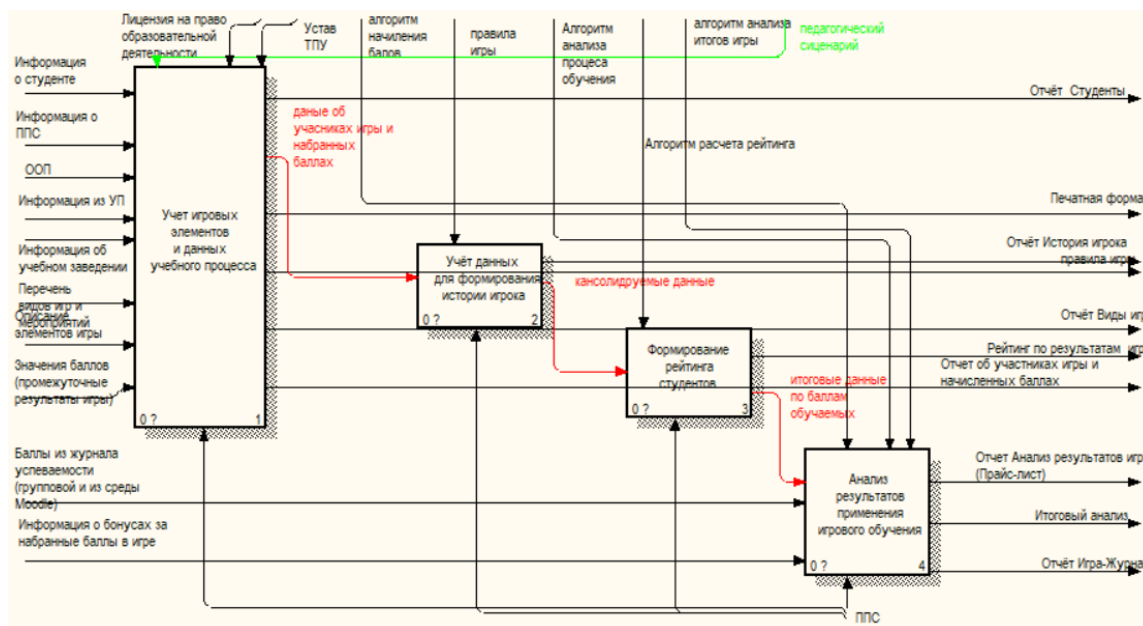 Лицензия на право
образовательной
деятельности
Устав
ТПУ
алгоритм
начиления
балов
правила
игры
Алгоритм
анализа
процеса
обучения
алгоритм анализа
итогов игры
педагогический
сиценарий
Информация
о студенте
Информация о
ППС
ООП
Информация из УП
Информация об
учебном заведении
Перечень
видов игр и
мероприятий
Описание
элементов игры
Значения баллов
(промежуточные
результаты игры)
Баллы из журнала
успеваемости
(групповой и из среды
Moodle)
Информация о бонусах за
набранные баллы в игре
Учет игровых
элементов
и данных
учебного процесса
0 ?
1
даные об
учасниках игры и
набранных
баллах
Алгоритм расчета рейтинга
Учёт данных
для формирования
истории игрока
0 ?
2
кансолидруемые данные
Формирование
рейтинга
студентов
0 ?
3
итоговые данные
по баллам
обучаемых
Анализ
результатов
применения
игрового обучения
0 ?
4
Отчёт Студенты
Печатная форма
Отчёт История игрока
правила игры
Отчёт Виды игр
Рейтинг по результатам игр
Отчет об участниках игры и
начисленных баллах
Отчет Анализ результатов игр
(Прайс-лист)
Итоговый анализ
Отчёт Игра-Журна
ППС